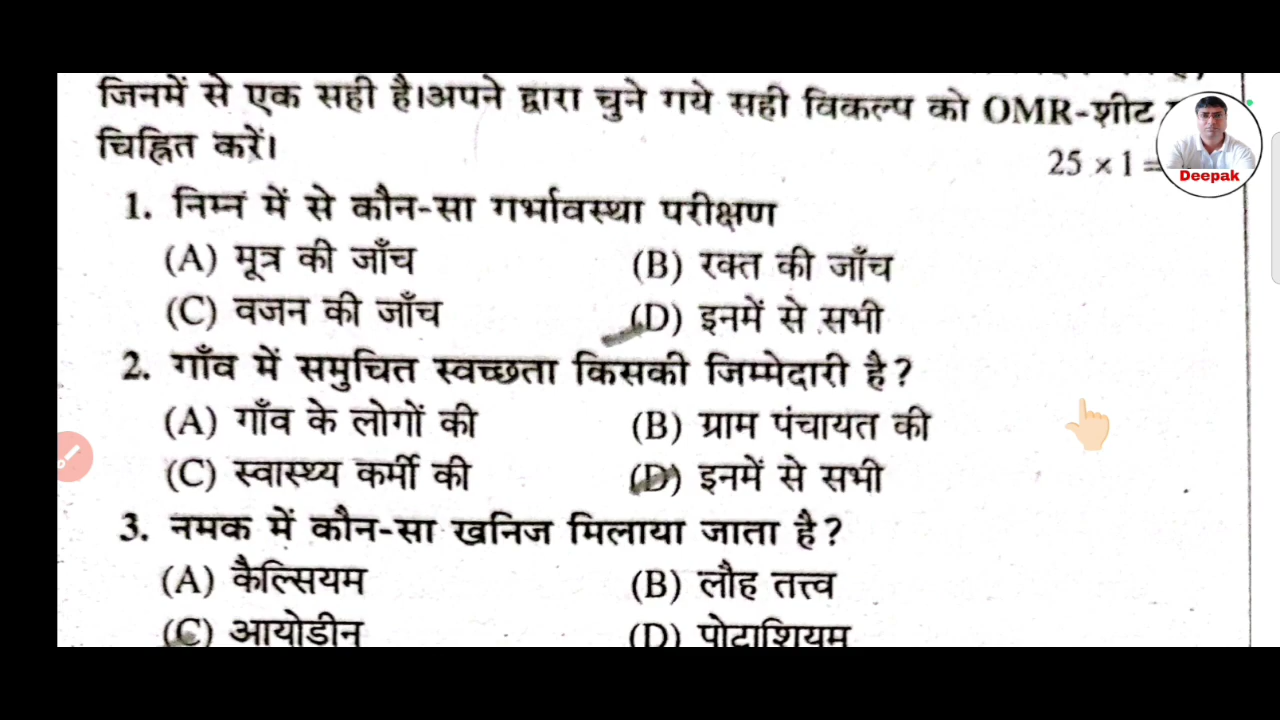 जिनमें से एक सही है।अपने द्वारा चुने गये सही विकल्प को OMR-शीट
चिह्नित करें।
25 × 1 =
Deepak
1. निम्न में से कौन-सा गर्भावस्था परीक्षण
(A) मूत्र की जाँच (B) रक्त की जाँच
(C) वजन की जाँच (D) इनमें से सभी
2. गाँव में समुचित स्वच्छता किसकी जिम्मेदारी है?
(A) गाँव के लोगों की (B) ग्राम पंचायत की
(C) स्वास्थ्य कर्मी की (D) इनमें से सभी
3. नमक में कौन-सा खनिज मिलाया जाता है?
(A) कैल्सियम (B) लौह तत्त्व
(C) आयोडीन (D) पोटाशियम